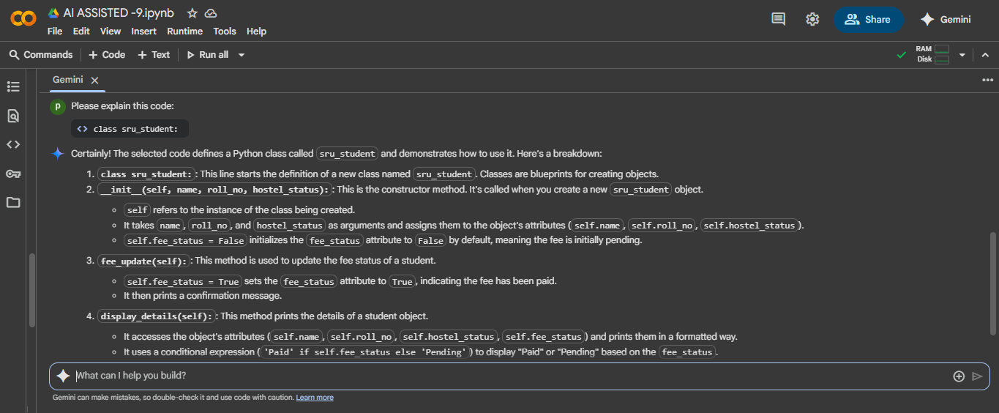 AI ASSISTED -9.ipynb
File Edit View Insert Runtime Tools Help
Share
Gemini
Commands + Code + Text Run all
RAM
Disk
Gemini
P
Please explain this code:
<> class sru_student:
Certainly! The selected code defines a Python class called sru_student and demonstrates how to use it. Here's a breakdown:
1. class sru_student: : This line starts the definition of a new class named sru_student. Classes are blueprints for creating objects.
2. __init__(self, name, roll_no, hostel_status): : This is the constructor method. It's called when you create a new sru_student object.
self refers to the instance of the class being created.
It takes name, roll_no, and hostel_status as arguments and assigns them to the object's attributes (self.name, self.roll_no, self.hostel_status).
self.fee_status = False initializes the fee_status attribute to False by default, meaning the fee is initially pending.
3. fee_update(self): : This method is used to update the fee status of a student.
self.fee_status = True sets the fee_status attribute to True, indicating the fee has been paid.
It then prints a confirmation message.
4. display_details(self): : This method prints the details of a student object.
It accesses the object's attributes (self.name, self.roll_no, self.hostel_status, self.fee_status) and prints them in a formatted way.
It uses a conditional expression ('Paid' if self.fee_status else 'Pending') to display "Paid" or "Pending" based on the fee_status.
What can I help you build?
Gemini can make mistakes, so double-check it and use code with caution. Learn more